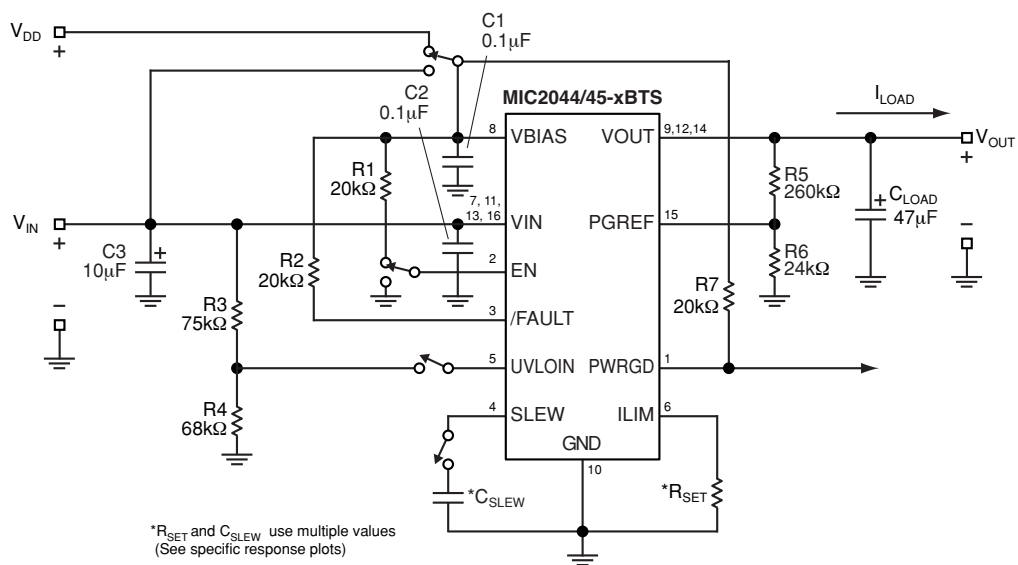 VDD
+
C1
0.1µF
C2
0.1µF
MIC2044/45-xBTS
ILOAD
8
VBIAS
VOUT
9,12,14
VOUT
+
–
R1
20kΩ
R5
260kΩ
CLOAD
+
47µF
VIN
+
–
7, 11,
13, 16
VIN
PGREF
15
C3
10µF
+
R2
20kΩ
2
EN
R6
24kΩ
R7
20kΩ
R3
75kΩ
3
/FAULT
5
UVLOIN
PWRGD
1
R4
68kΩ
4
SLEW
ILIM
6
GND
10
*CSLEW
*RSET
*RSET and CSLEW use multiple values
(See specific response plots)